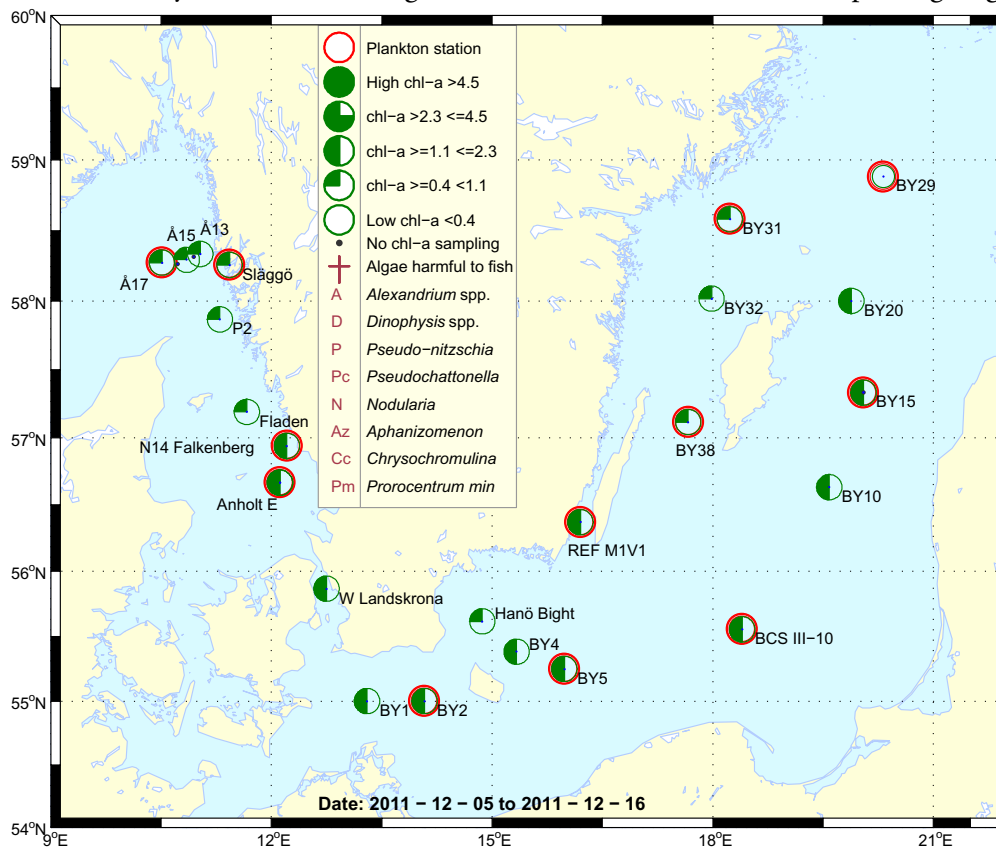 60°N
59°N
58°N
57°N
56°N
55°N
54°N
9°E
12°E
15°E
18°E
21°E
Plankton station
High chl−a >4.5
chl−a >2.3 <=4.5
chl−a >=1.1 <=2.3
chl−a >=0.4 <1.1
Low chl−a <0.4
No chl−a sampling
Algae harmful to fish
A Alexandrium spp.
D Dinophysis spp.
P Pseudo−nitzschia
Pc Pseudochattonella
N Nodularia
Az Aphanizomenon
Cc Chrysochromulina
Pm Prorocentrum min
BY29
BY31
Å13
Å15
Å17
Släggö
P2
BY32
BY20
BY15
Fladen
N14 Falkenberg
BY38
Anholt E
BY10
REF M1V1
W Landskrona
Hanö Bight
BCS III−10
BY4
BY5
BY1
BY2
Date: 2011 − 12 − 05 to 2011 − 12 − 16